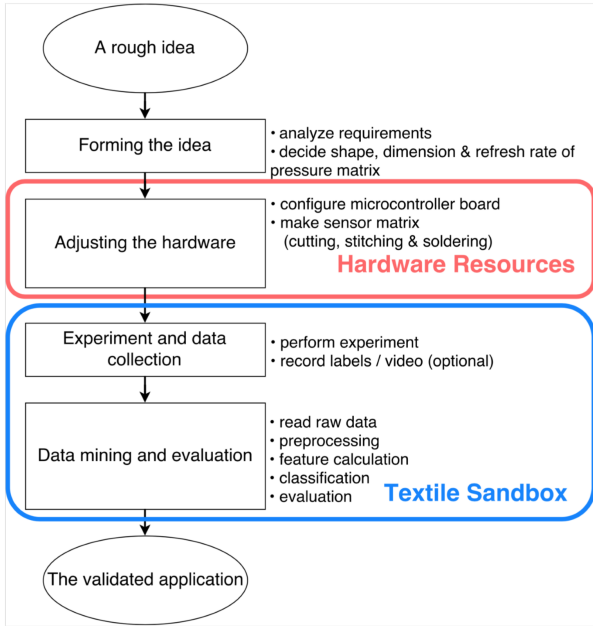 A rough idea
Forming the idea
• analyze requirements
• decide shape, dimension & refresh rate of
pressure matrix
Adjusting the hardware
• configure microcontroller board
• make sensor matrix
(cutting, stitching & soldering)
Hardware Resources
Experiment and data
collection
• perform experiment
• record labels / video (optional)
Data mining and evaluation
• read raw data
• preprocessing
• feature calculation
• classification
• evaluation
Textile Sandbox
The validated application